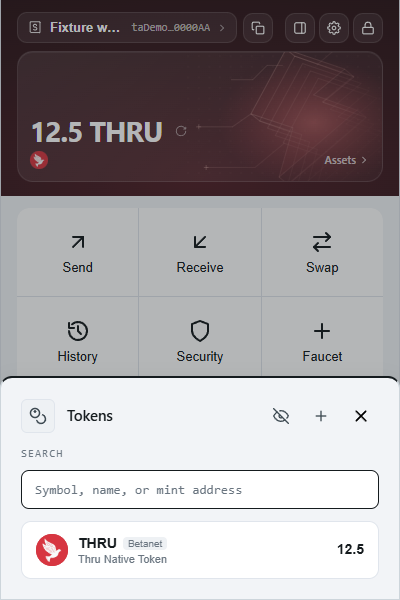 Fixture w... taDemo…0000AA
12.5 THRU
Assets
Send Receive Swap
History Security Faucet
Tokens
SEARCH
Symbol, name, or mint address
THRU Betanet
Thru Native Token
12.5